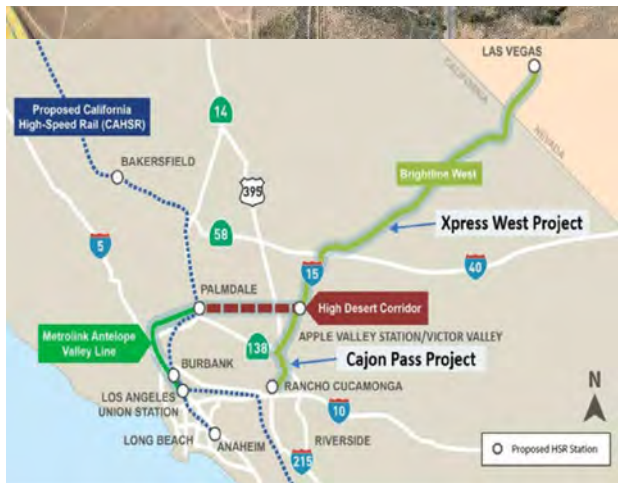 LAS VEGAS
CALIFORNIA
NEVADA
Proposed California
High-Speed Rail (CAHSR)
14
BAKERSFIELD
395
Brightline West
5
58
Xpress West Project
15
40
PALMDALE
High Desert Corridor
Metrolink Antelope
Valley Line
138
APPLE VALLEY STATION/VICTOR VALLEY
Cajon Pass Project
BURBANK
RANCHO CUCAMONGA
LOS ANGELES
UNION STATION
10
N
LONG BEACH
ANAHEIM
RIVERSIDE
215
Proposed HSR Station